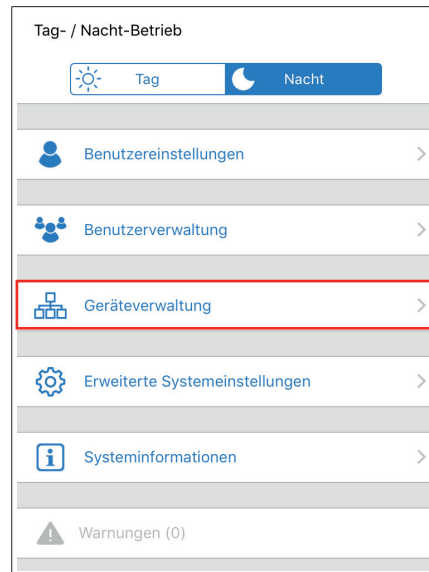 Tag- / Nacht-Betrieb
Tag Nacht
Benutzereinstellungen
Benutzerverwaltung
Geräteverwaltung
Erweiterte Systemeinstellungen
Systeminformationen
Warnungen (0)